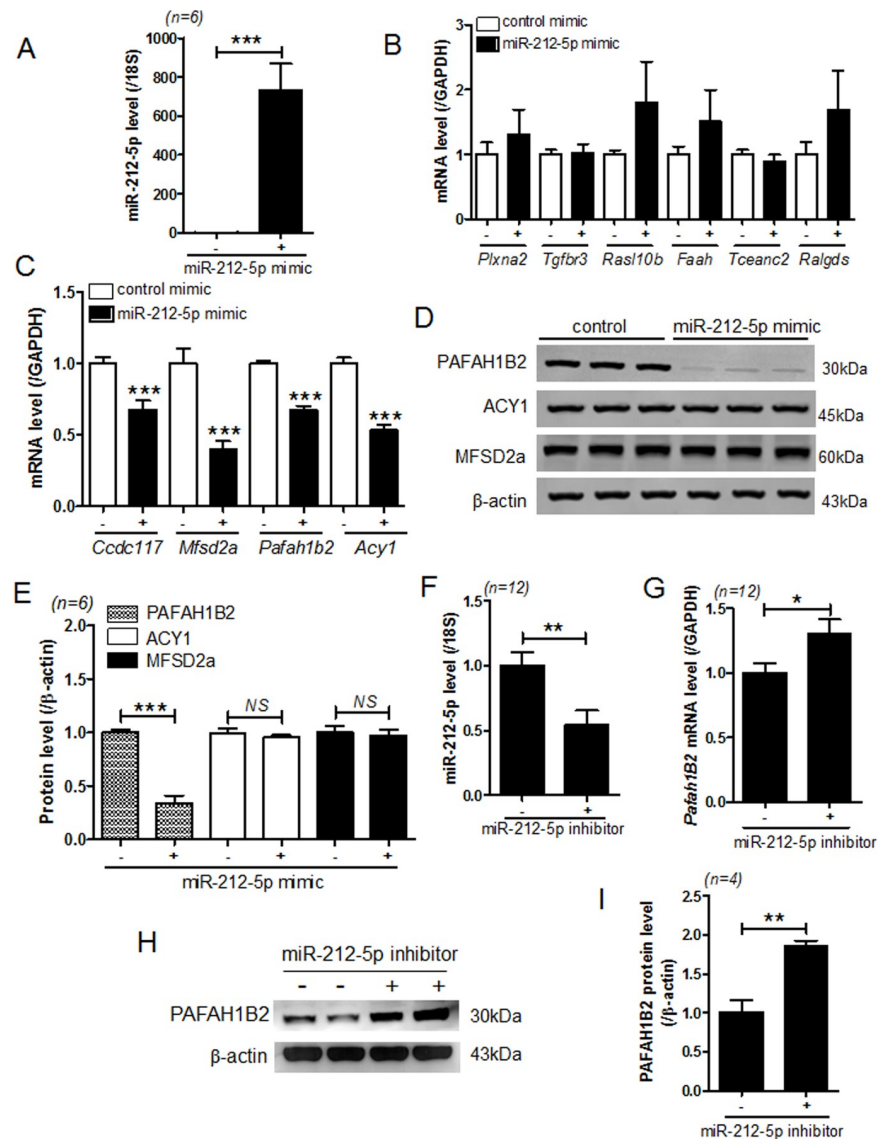 A
(n=6)
***
miR-212-5p level (/18S)
1000
800
600
400
200
0
- +
miR-212-5p mimic
B
control mimic
miR-212-5p mimic
mRNA level (/GAPDH)
3
2
1
0
- + - + - + - + - + - +
Plxna2 Tgfbr3 Rasl10b Faah Tceanc2 Ralgds
C
control mimic
miR-212-5p mimic
mRNA level (/GAPDH)
1.5
1.0
0.5
0.0
*** *** *** ***
- + - + - + - +
Ccdc117 Mfsd2a Pafah1b2 Acy1
D
control miR-212-5p mimic
PAFAH1B2 30kDa
ACY1 45kDa
MFSD2a 60kDa
β-actin 43kDa
E
(n=6)
PAFAH1B2
ACY1
MFSD2a
Protein level (/β-actin)
2.0
1.5
1.0
0.5
0.0
*** NS NS
- + - + - +
miR-212-5p mimic
F
(n=12)
**
miR-212-5p level (/18S)
1.5
1.0
0.5
0.0
- +
miR-212-5p inhibitor
G
(n=12)
*
Pafah1B2 mRNA level (/GAPDH)
1.5
1.0
0.5
0.0
- +
miR-212-5p inhibitor
H
miR-212-5p inhibitor
- - + +
PAFAH1B2 30kDa
β-actin 43kDa
I
(n=4)
**
PAFAH1B2 protein level
(/β-actin)
2.0
1.5
1.0
0.5
0.0
- +
miR-212-5p inhibitor